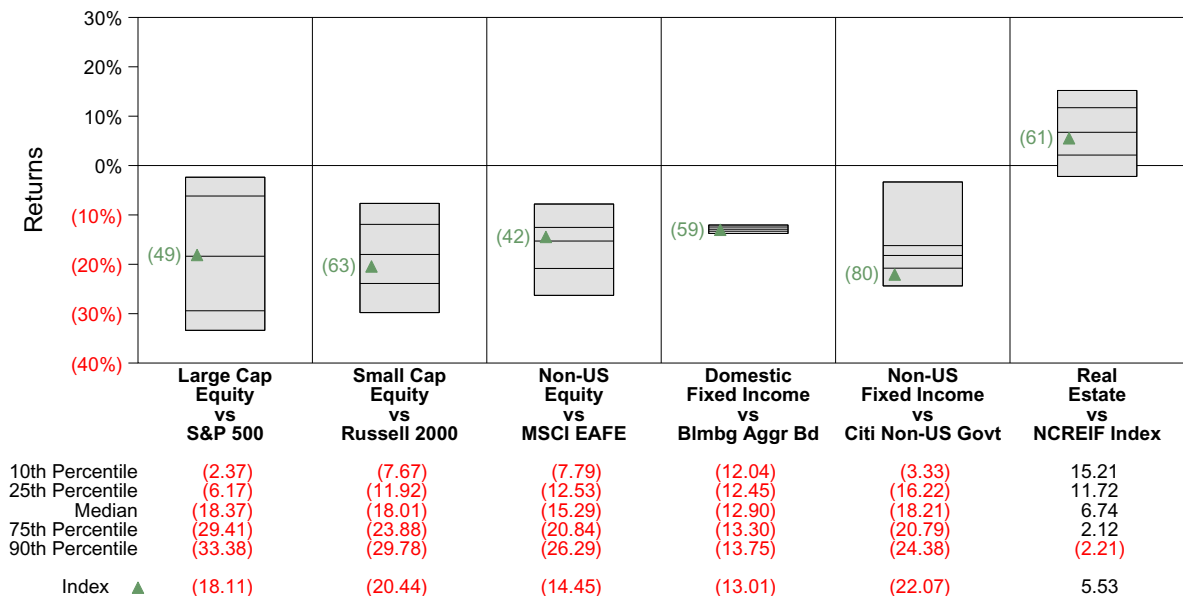 30%
20%
10%
0%
(10%)
(20%)
(30%)
(40%)
Returns
(49)
(63)
(42)
(59)
(80)
(61)
Large Cap
Equity
vs
S&P 500
Small Cap
Equity
vs
Russell 2000
Non-US
Equity
vs
MSCI EAFE
Domestic
Fixed Income
vs
Blmbg Aggr Bd
Non-US
Fixed Income
vs
Citi Non-US Govt
Real
Estate
vs
NCREIF Index
10th Percentile (2.37) (7.67) (7.79) (12.04) (3.33) 15.21
25th Percentile (6.17) (11.92) (12.53) (12.45) (16.22) 11.72
Median (18.37) (18.01) (15.29) (12.90) (18.21) 6.74
75th Percentile (29.41) (23.88) (20.84) (13.30) (20.79) 2.12
90th Percentile (33.38) (29.78) (26.29) (13.75) (24.38) (2.21)
Index (18.11) (20.44) (14.45) (13.01) (22.07) 5.53